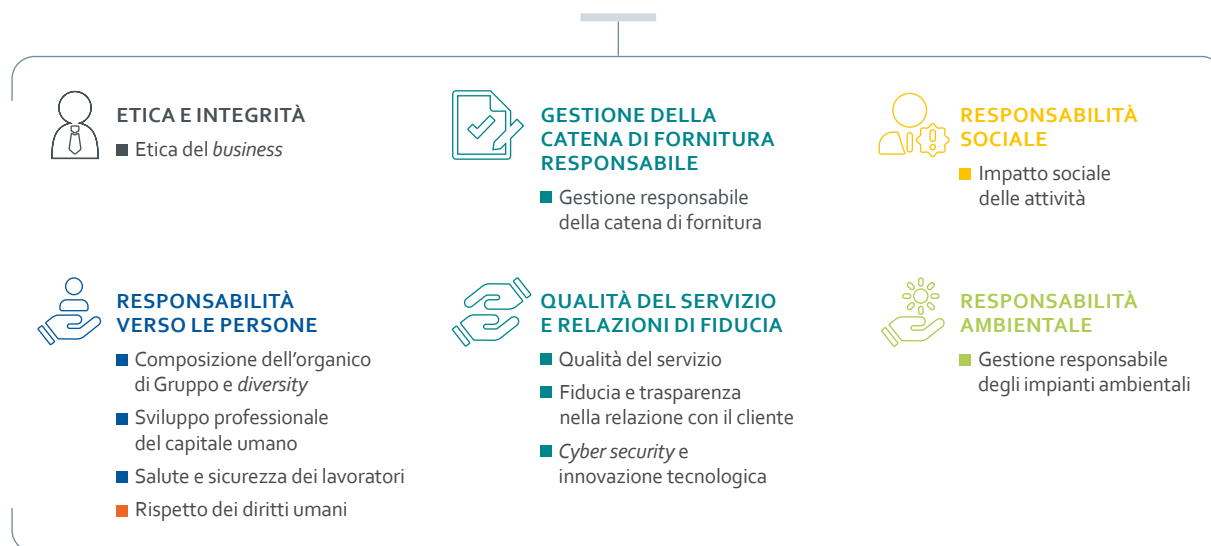 ETICA E INTEGRITÀ
Etica del business
GESTIONE DELLA
CATENA DI FORNITURA
RESPONSABILE
Gestione responsabile
della catena di fornitura
RESPONSABILITÀ
SOCIALE
Impatto sociale
delle attività
RESPONSABILITÀ
VERSO LE PERSONE
Composizione dell'organico
di Gruppo e diversity
Sviluppo professionale
del capitale umano
Salute e sicurezza dei lavoratori
Rispetto dei diritti umani
QUALITÀ DEL SERVIZIO
E RELAZIONI DI FIDUCIA
Qualità del servizio
Fiducia e trasparenza
nella relazione con il cliente
Cyber security e
innovazione tecnologica
RESPONSABILITÀ
AMBIENTALE
Gestione responsabile
degli impianti ambientali